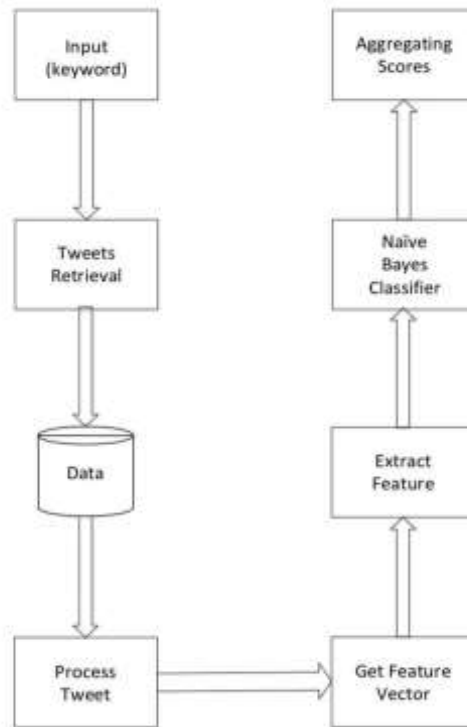 Input
(keyword)
Tweets
Retrieval
Data
Process
Tweet
Get Feature
Vector
Extract
Feature
Naïve
Bayes
Classifier
Aggregating
Scores